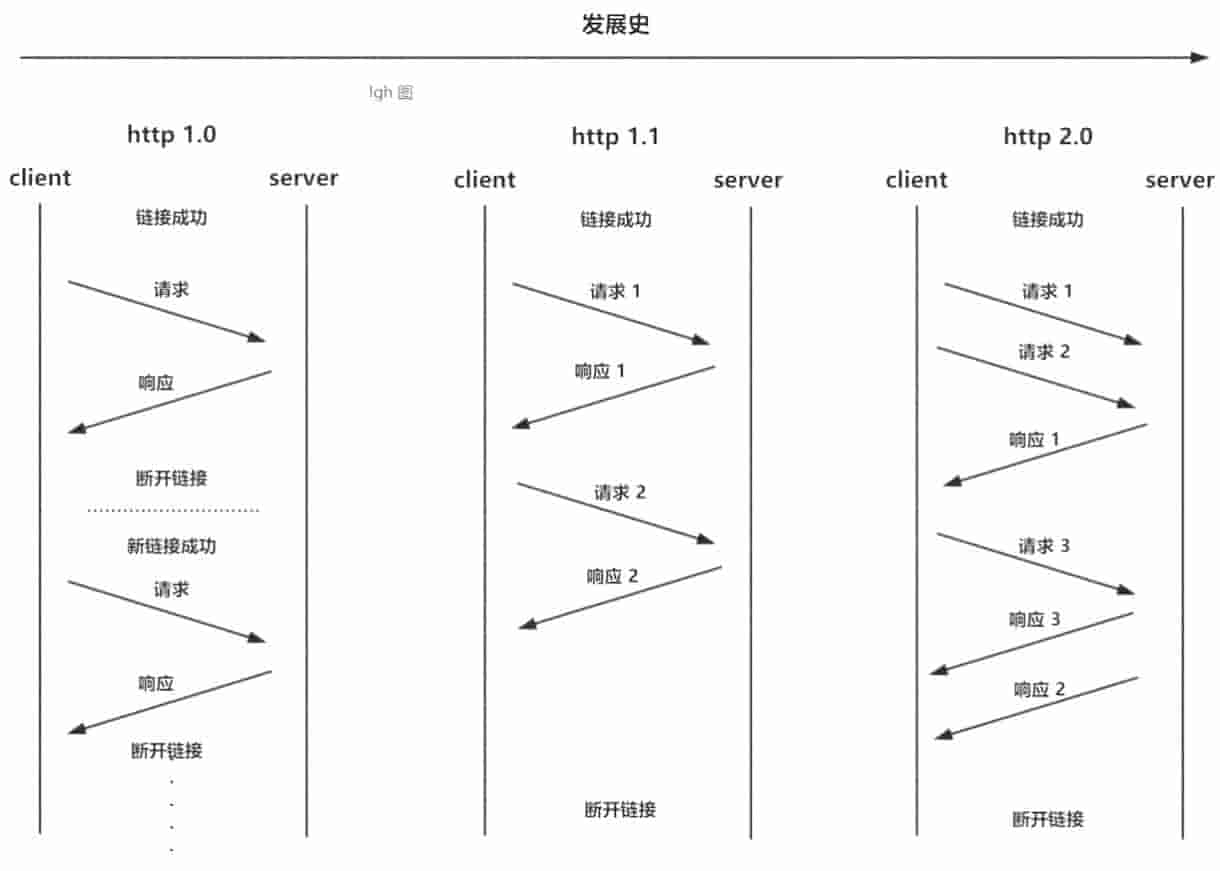 发展史
lgh 图
http 1.0
client
server
链接成功
请求
响应
断开链接
新链接成功
请求
响应
断开链接
http 1.1
client
server
链接成功
请求 1
响应 1
请求 2
响应 2
断开链接
http 2.0
client
server
链接成功
请求 1
请求 2
响应 1
请求 3
响应 3
响应 2
断开链接